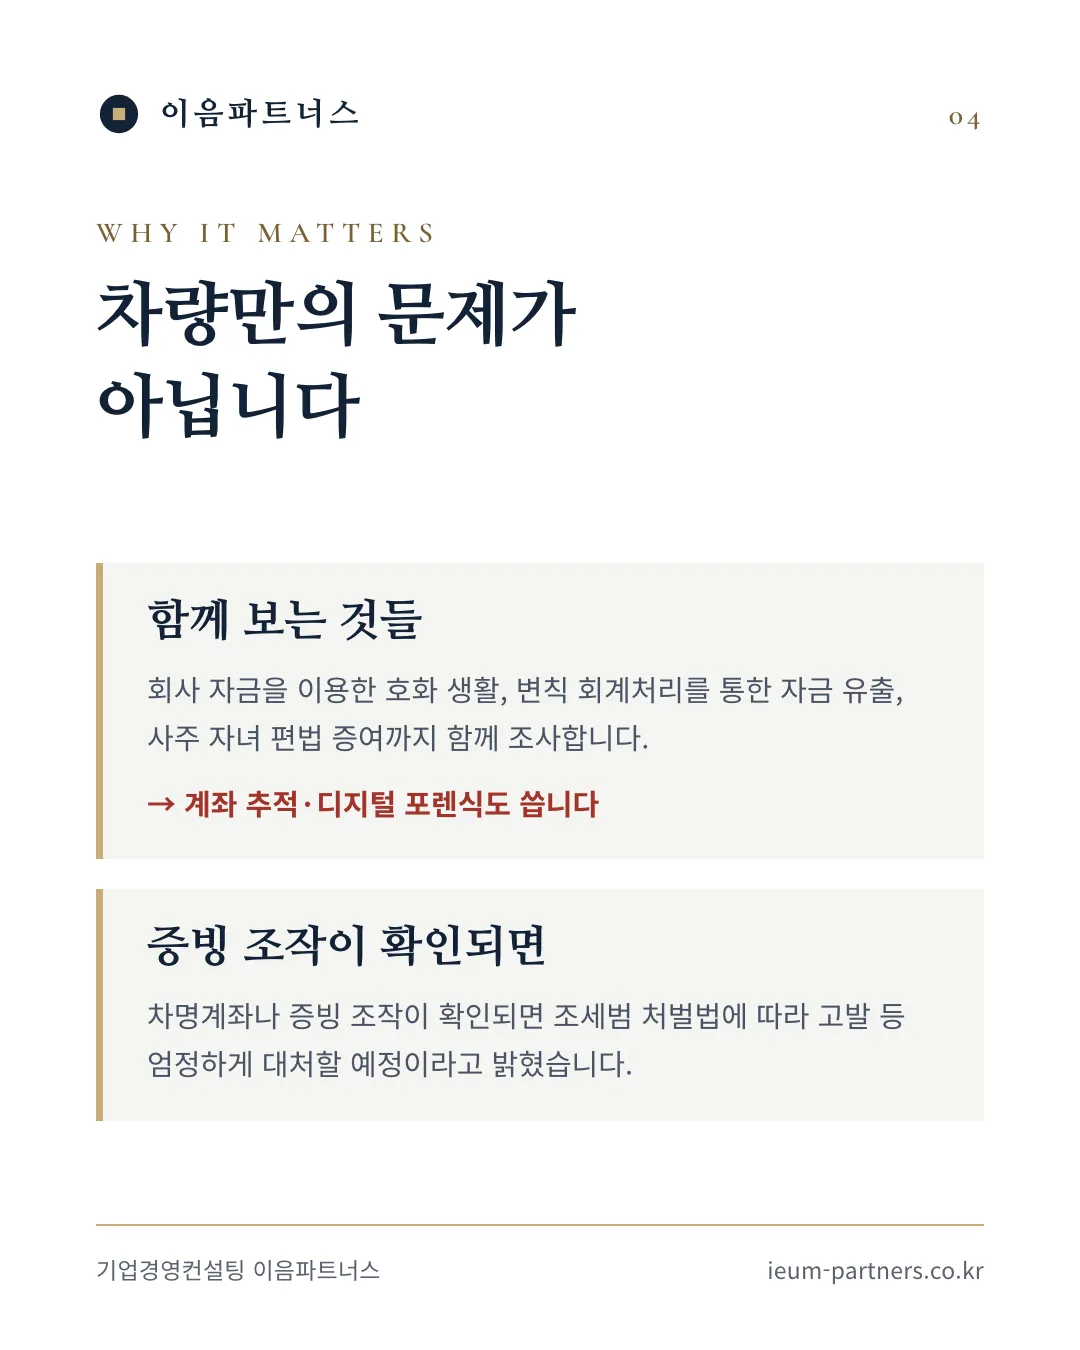 이음파트너스
04
WHY IT MATTERS
차량만의 문제가
아닙니다
함께 보는 것들
회사 자금을 이용한 호화 생활, 변칙 회계처리를 통한 자금 유출,
사주 자녀 편법 증여까지 함께 조사합니다.
→ 계좌 추적·디지털 포렌식도 씁니다
증빙 조작이 확인되면
차명계좌나 증빙 조작이 확인되면 조세범 처벌법에 따라 고발 등
엄정하게 대처할 예정이라고 밝혔습니다.
기업경영컨설팅 이음파트너스
ieum-partners.co.kr